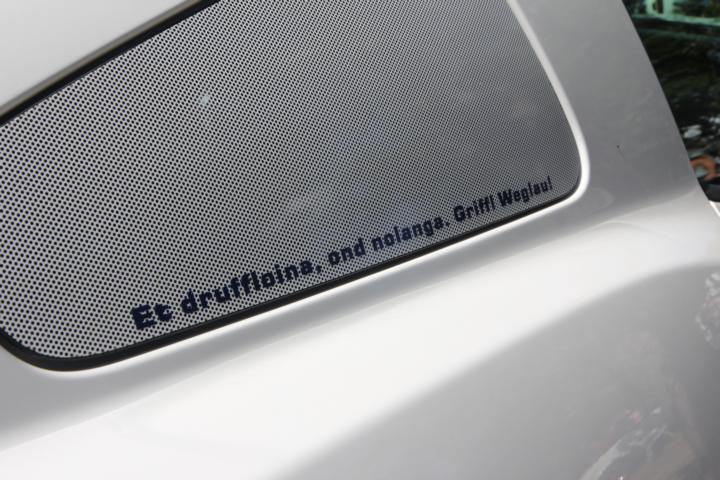 Et druffloina, ond nolanga. Griffl Weglau!